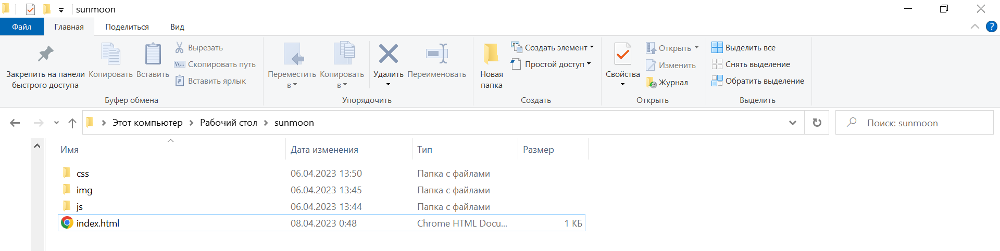 sunmoon
Файл Главная Поделиться Вид
Закрепить на панели быстрого доступа
Копировать
Вставить
Вырезать
Скопировать путь
Вставить ярлык
Буфер обмена
Переместить в
Копировать в
Удалить
Переименовать
Упорядочить
Новая папка
Создать элемент
Простой доступ
Создать
Свойства
Открыть
Изменить
Журнал
Открыть
Выделить все
Снять выделение
Обратить выделение
Выделить
Этот компьютер Рабочий стол sunmoon
Поиск: sunmoon
Имя Дата изменения Тип Размер
css 06.04.2023 13:50 Папка с файлами
img 06.04.2023 13:45 Папка с файлами
js 06.04.2023 13:44 Папка с файлами
index.html 08.04.2023 0:48 Chrome HTML Docu... 1 КБ